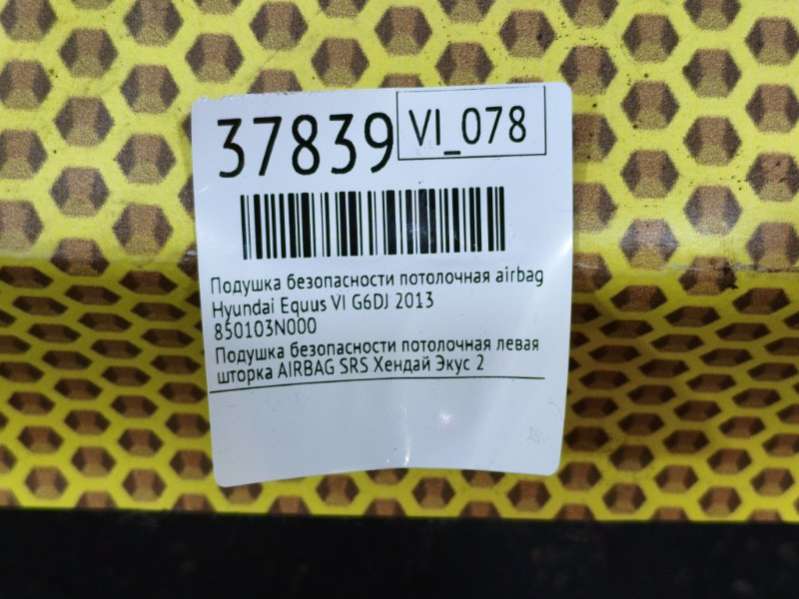 37839
VI_078
Подушка безопасности потолочная airbag
Hyundai Equus VI G6DJ 2013
850103N000
Подушка безопасности потолочная левая
шторка AIRBAG SRS Хендай Экус 2